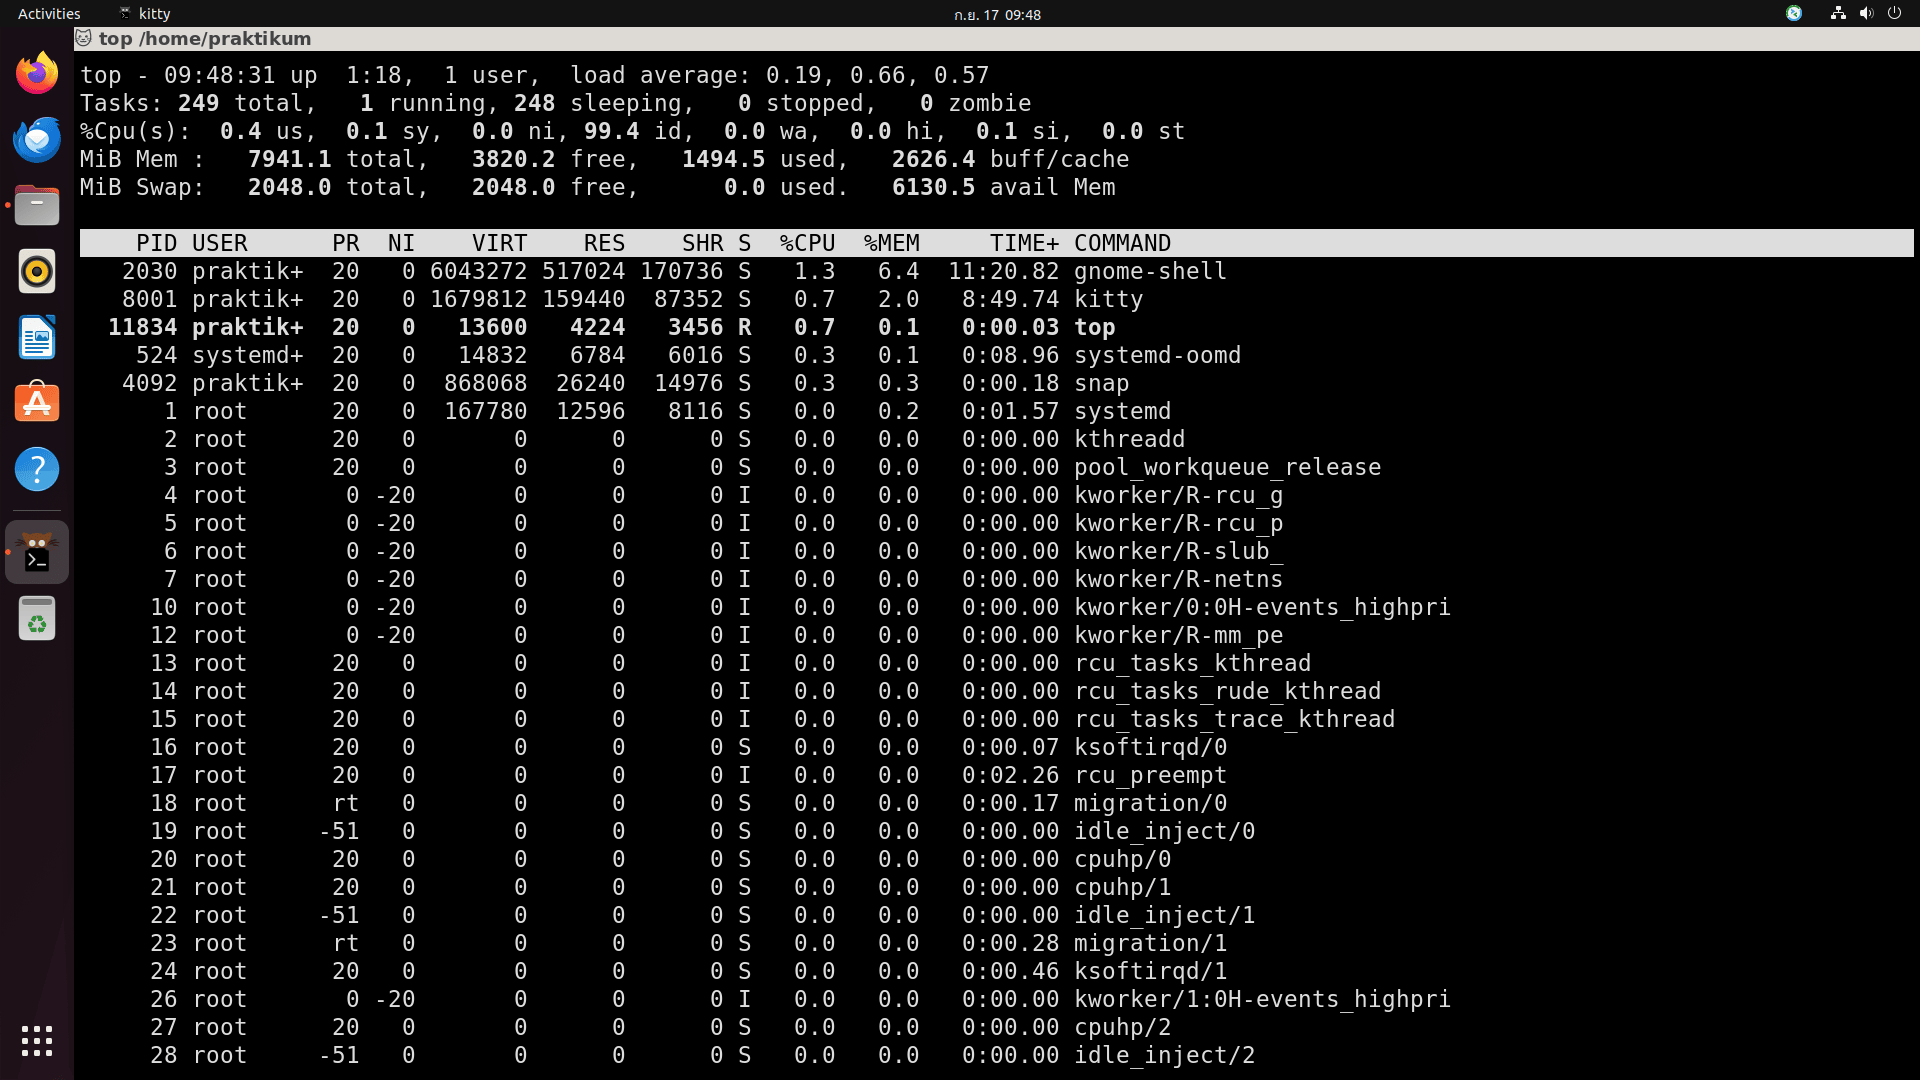 Activities kitty ก.ย. 17 09:48
top /home/praktikum
top - 09:48:31 up  1:18,  1 user,  load average: 0.19, 0.66, 0.57
Tasks: 249 total,   1 running, 248 sleeping,   0 stopped,   0 zombie
%Cpu(s):  0.4 us,  0.1 sy,  0.0 ni, 99.4 id,  0.0 wa,  0.0 hi,  0.1 si,  0.0 st
MiB Mem :   7941.1 total,   3820.2 free,   1494.5 used,   2626.4 buff/cache
MiB Swap:   2048.0 total,   2048.0 free,      0.0 used.   6130.5 avail Mem
PID USER      PR  NI    VIRT    RES    SHR S  %CPU  %MEM     TIME+ COMMAND
2030 praktik+  20   0 6043272 517024 170736 S   1.3   6.4  11:20.82 gnome-shell
8001 praktik+  20   0 1679812 159440  87352 S   0.7   2.0   8:49.74 kitty
11834 praktik+  20   0   13600   4224   3456 R   0.7   0.1   0:00.03 top
524 systemd+  20   0   14832   6784   6016 S   0.3   0.1   0:08.96 systemd-oomd
4092 praktik+  20   0  868068  26240  14976 S   0.3   0.3   0:00.18 snap
1 root      20   0  167780  12596   8116 S   0.0   0.2   0:01.57 systemd
2 root      20   0       0      0      0 S   0.0   0.0   0:00.00 kthreadd
3 root      20   0       0      0      0 S   0.0   0.0   0:00.00 pool_workqueue_release
4 root       0 -20       0      0      0 I   0.0   0.0   0:00.00 kworker/R-rcu_g
5 root       0 -20       0      0      0 I   0.0   0.0   0:00.00 kworker/R-rcu_p
6 root       0 -20       0      0      0 I   0.0   0.0   0:00.00 kworker/R-slub_
7 root       0 -20       0      0      0 I   0.0   0.0   0:00.00 kworker/R-netns
10 root       0 -20       0      0      0 I   0.0   0.0   0:00.00 kworker/0:0H-events_highpri
12 root       0 -20       0      0      0 I   0.0   0.0   0:00.00 kworker/R-mm_pe
13 root      20   0       0      0      0 I   0.0   0.0   0:00.00 rcu_tasks_kthread
14 root      20   0       0      0      0 I   0.0   0.0   0:00.00 rcu_tasks_rude_kthread
15 root      20   0       0      0      0 I   0.0   0.0   0:00.00 rcu_tasks_trace_kthread
16 root      20   0       0      0      0 S   0.0   0.0   0:00.07 ksoftirqd/0
17 root      20   0       0      0      0 I   0.0   0.0   0:02.26 rcu_preempt
18 root      rt   0       0      0      0 S   0.0   0.0   0:00.17 migration/0
19 root     -51   0       0      0      0 S   0.0   0.0   0:00.00 idle_inject/0
20 root      20   0       0      0      0 S   0.0   0.0   0:00.00 cpuhp/0
21 root      20   0       0      0      0 S   0.0   0.0   0:00.00 cpuhp/1
22 root     -51   0       0      0      0 S   0.0   0.0   0:00.00 idle_inject/1
23 root      rt   0       0      0      0 S   0.0   0.0   0:00.28 migration/1
24 root      20   0       0      0      0 S   0.0   0.0   0:00.46 ksoftirqd/1
26 root       0 -20       0      0      0 I   0.0   0.0   0:00.00 kworker/1:0H-events_highpri
27 root      20   0       0      0      0 S   0.0   0.0   0:00.00 cpuhp/2
28 root     -51   0       0      0      0 S   0.0   0.0   0:00.00 idle_inject/2